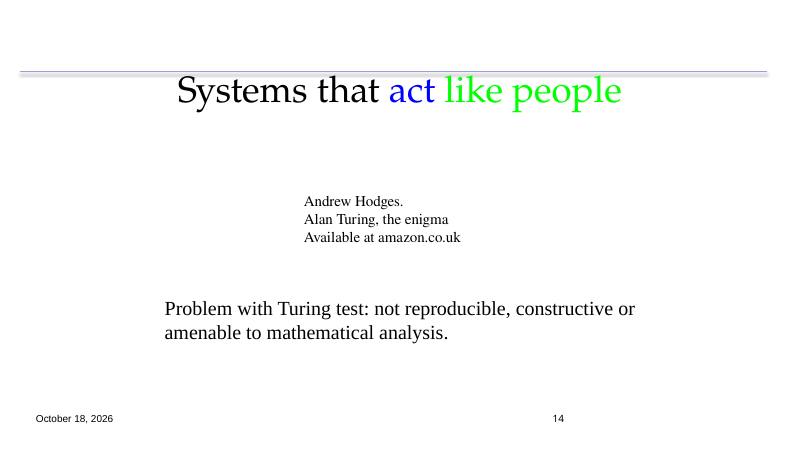 Systems that act like people
Andrew Hodges.
Alan Turing, the enigma
Available at amazon.co.uk
Problem with Turing test: not reproducible, constructive or
amenable to mathematical analysis.
October 18, 2026
14